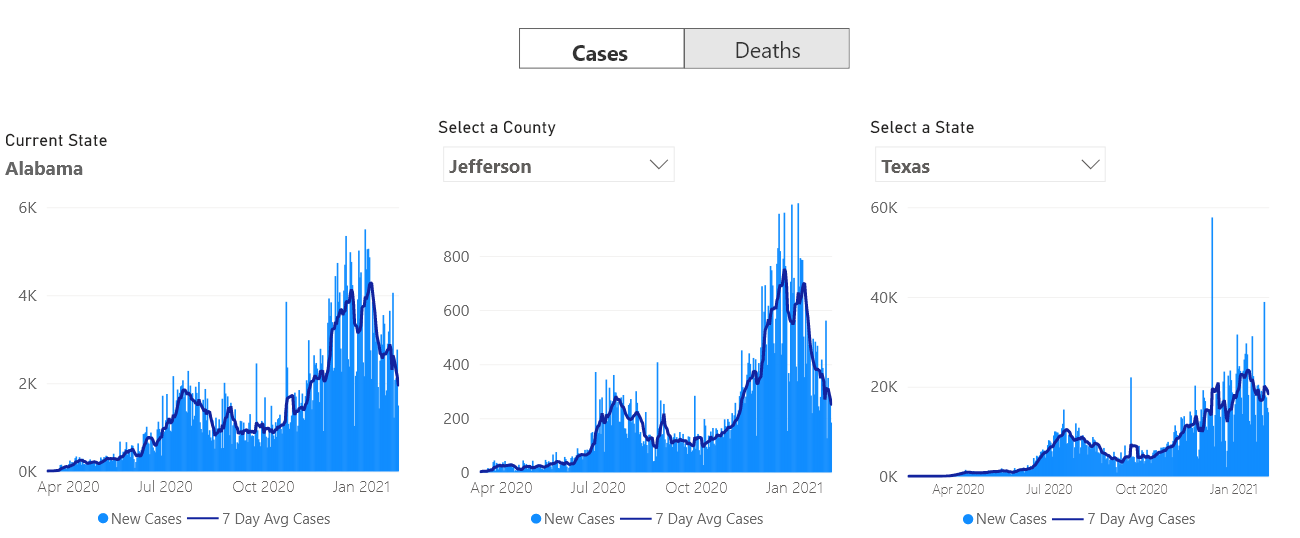 Cases Deaths
Current State
Alabama
6K
4K
2K
0K
Apr 2020 Jul 2020 Oct 2020 Jan 2021
New Cases 7 Day Avg Cases
Select a County
Jefferson
800
600
400
200
0
Apr 2020 Jul 2020 Oct 2020 Jan 2021
New Cases 7 Day Avg Cases
Select a State
Texas
60K
40K
20K
0K
Apr 2020 Jul 2020 Oct 2020 Jan 2021
New Cases 7 Day Avg Cases